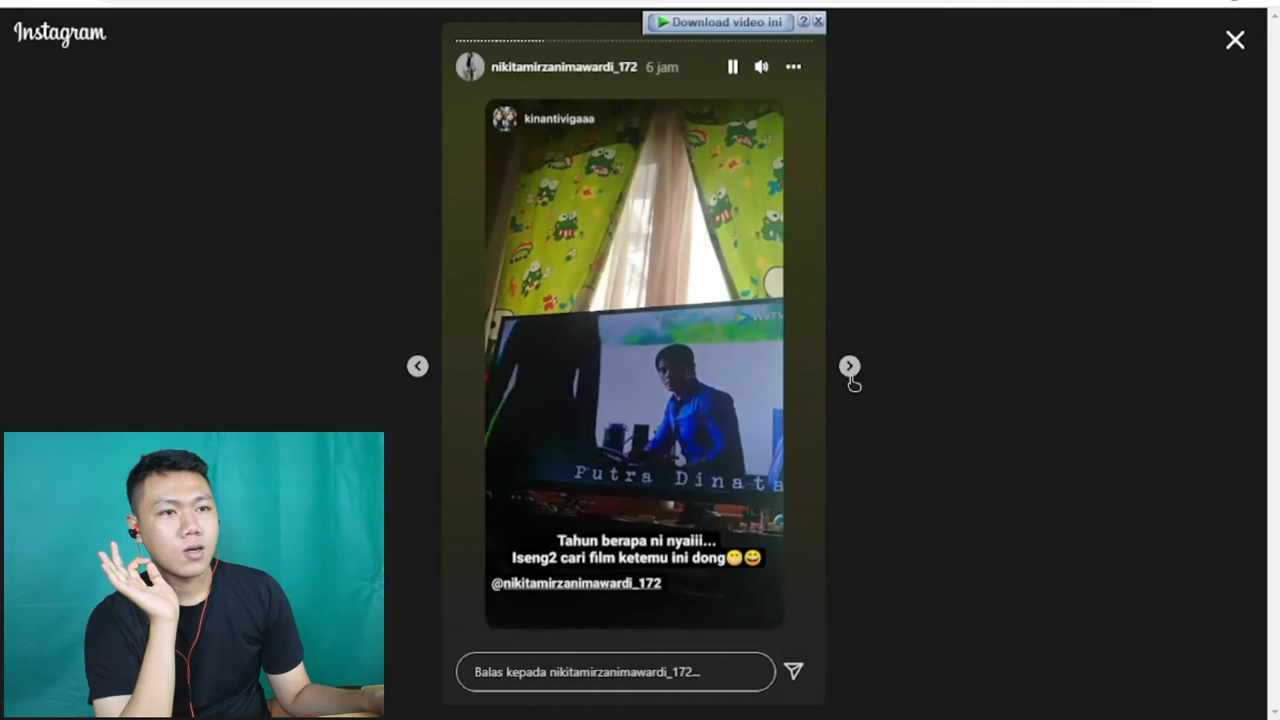 Instagram
Download video ini
nikitamirzanimawardi_172 6 jam
kinantivigaaa
WeTV
Putra Dinata
Tahun berapa ni nyaiii...
Iseng2 cari film ketemu ini dong😬😄
@nikitamirzanimawardi_172
Balas kepada nikitamirzanimawardi_172...